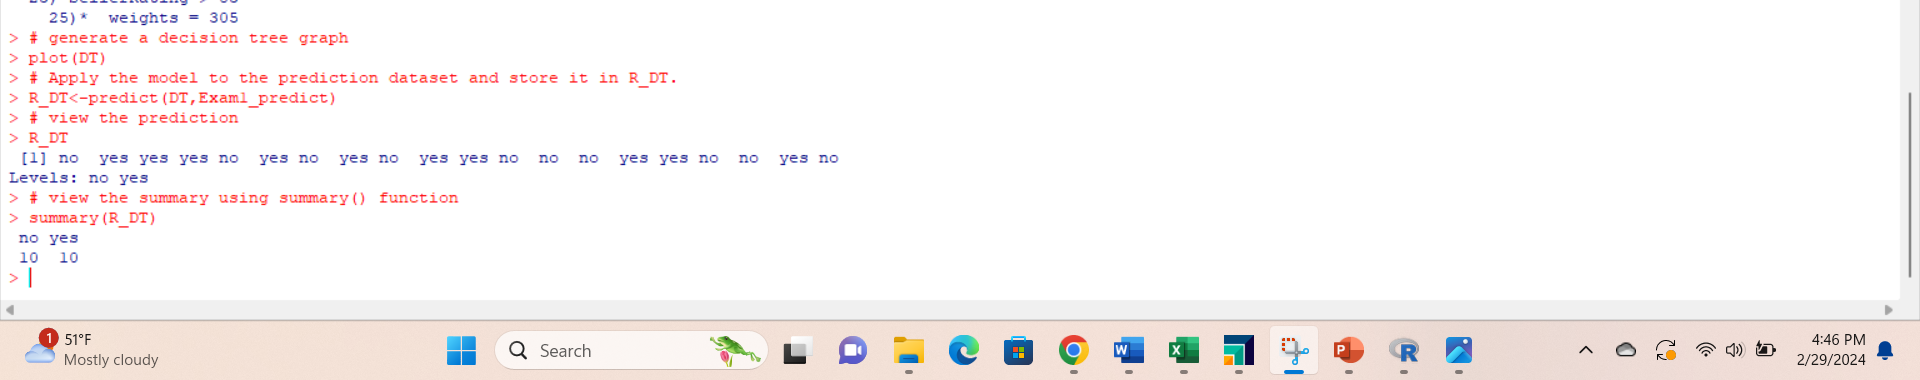 25)*  weights = 305
> # generate a decision tree graph
> plot(DT)
> # Apply the model to the prediction dataset and store it in R_DT.
> R_DT<-predict(DT,Exam1_predict)
> # view the prediction
> R_DT
 [1] no  yes yes yes no  yes no  yes no  yes yes no  no  no  yes yes no  no  yes no
Levels: no yes
> # view the summary using summary() function
> summary(R_DT)
 no yes
 10  10
>
1
51°F
Mostly cloudy
Search
4:46 PM
2/29/2024